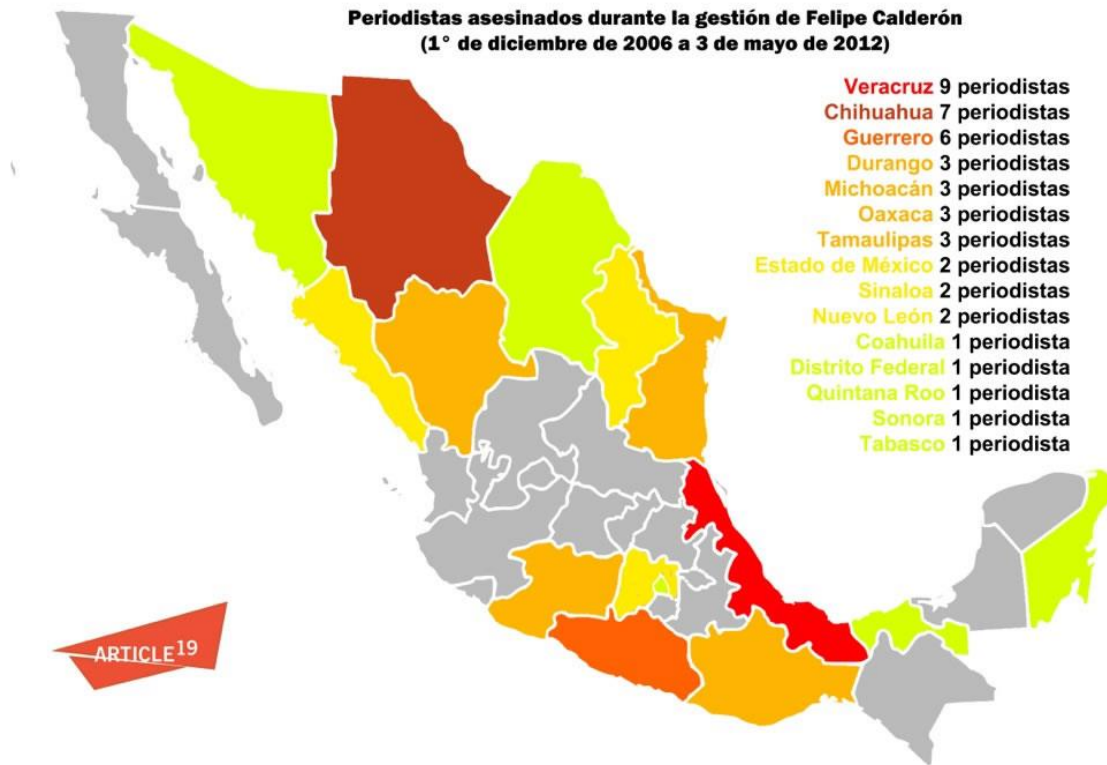 Periodistas asesinados durante la gestión de Felipe Calderón
(1° de diciembre de 2006 a 3 de mayo de 2012)
Veracruz 9 periodistas
Chihuahua 7 periodistas
Guerrero 6 periodistas
Durango 3 periodistas
Michoacán 3 periodistas
Oaxaca 3 periodistas
Tamaulipas 3 periodistas
Estado de México 2 periodistas
Sinaloa 2 periodistas
Nuevo León 2 periodistas
Coahuila 1 periodista
Distrito Federal 1 periodista
Quintana Roo 1 periodista
Sonora 1 periodista
Tabasco 1 periodista
ARTICLE 19